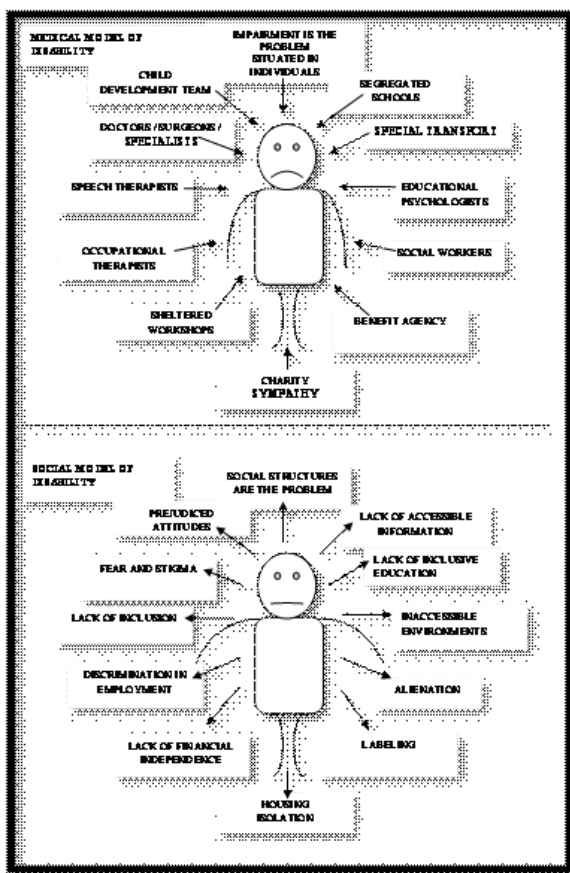 MEDICAL MODEL OF
DISABILITY
IMPAIRMENT IS THE
PROBLEM
SITUATED IN
INDIVIDUALS
CHILD
DEVELOPMENT TEAM
SEGREGATED
SCHOOLS
DOCTORS / SURGEONS /
SPECIALISTS
SPECIAL TRANSPORT
SPEECH THERAPISTS
EDUCATIONAL
PSYCHOLOGISTS
OCCUPATIONAL
THERAPISTS
SOCIAL WORKERS
SHELTERED
WORKSHOPS
BENEFIT AGENCY
CHARITY
SYMPATHY
SOCIAL MODEL OF
DISABILITY
SOCIAL STRUCTURES
ARE THE PROBLEM
PREJUDICED
ATTITUDES
LACK OF ACCESSIBLE
INFORMATION
FEAR AND STIGMA
LACK OF INCLUSIVE
EDUCATION
LACK OF INCLUSION
INACCESSIBLE
ENVIRONMENTS
DISCRIMINATION IN
EMPLOYMENT
ALIENATION
LACK OF FINANCIAL
INDEPENDENCE
LABELING
HOUSING
ISOLATION